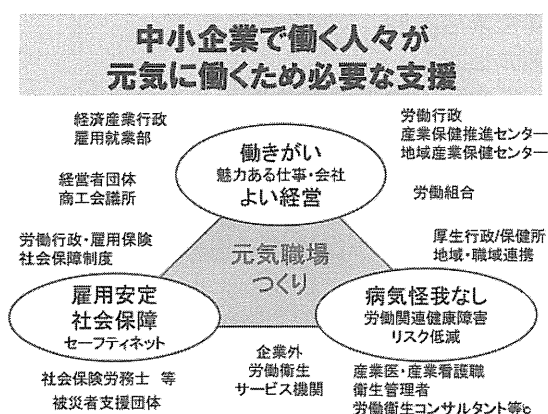 中小企業で働く人々が
元気に働くため必要な支援
経済産業行政
雇用就業部
経営者団体
商工会議所
労働行政・雇用保険
社会保障制度
働きがい
魅力ある仕事・会社
よい経営
労働行政
産業保健推進センター
地域産業保健センター
労働組合
厚生行政/保健所
地域・職域連携
元気職場
つくり
雇用安定
社会保障
セーフティネット
病気怪我なし
労働関連健康障害
リスク低減
社会保険労務士 等
被災者支援団体
企業外
労働衛生
サービス機関
産業医・産業看護職
衛生管理者
労働衛生コンサルタント等